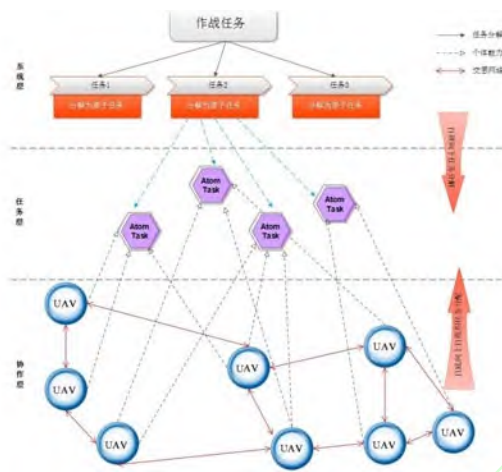 作战任务
任务分解
个体能力
交互网络
系统层
任务1
任务2
任务3
分解为原子任务
分解为原子任务
分解为原子任务
任务层
Atom
Task
Atom
Task
Atom
Task
Atom
Task
UAV
UAV
UAV
UAV
UAV
UAV
UAV
UAV
协作层